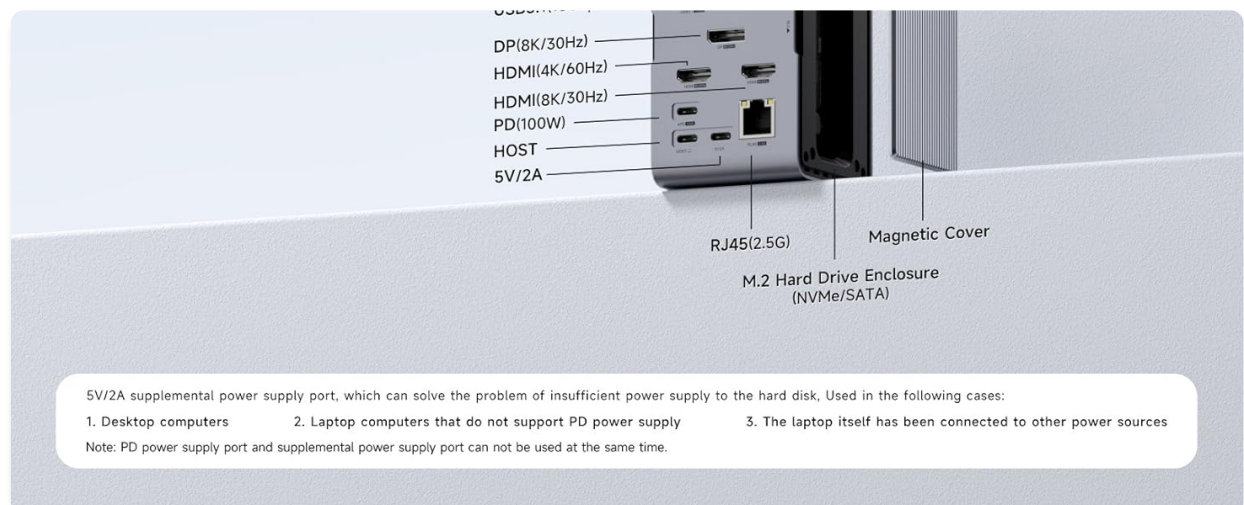 DP(8K/30Hz)
HDMI(4K/60Hz)
HDMI(8K/30Hz)
PD(100W)
HOST
5V/2A
RJ45(2.5G)
Magnetic Cover
M.2 Hard Drive Enclosure
(NVMe/SATA)
5V/2A supplemental power supply port, which can solve the problem of insufficient power supply to the hard disk, Used in the following cases:
1. Desktop computers 2. Laptop computers that do not support PD power supply 3. The laptop itself has been connected to other power sources
Note: PD power supply port and supplemental power supply port can not be used at the same time.